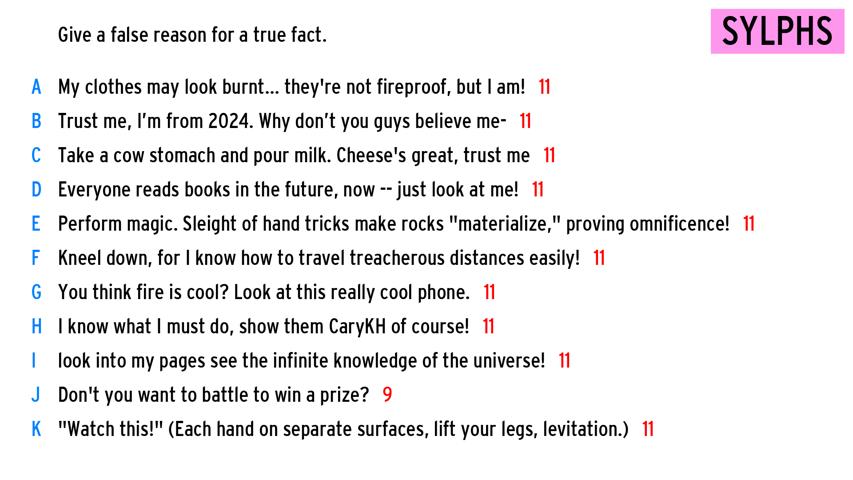 Give a false reason for a true fact.
SYLPHS
A My clothes may look burnt... they're not fireproof, but I am! 11
B Trust me, I’m from 2024. Why don’t you guys believe me- 11
C Take a cow stomach and pour milk. Cheese's great, trust me 11
D Everyone reads books in the future, now -- just look at me! 11
E Perform magic. Sleight of hand tricks make rocks "materialize," proving omnificence! 11
F Kneel down, for I know how to travel treacherous distances easily! 11
G You think fire is cool? Look at this really cool phone. 11
H I know what I must do, show them CaryKH of course! 11
I look into my pages see the infinite knowledge of the universe! 11
J Don't you want to battle to win a prize? 9
K "Watch this!" (Each hand on separate surfaces, lift your legs, levitation.) 11